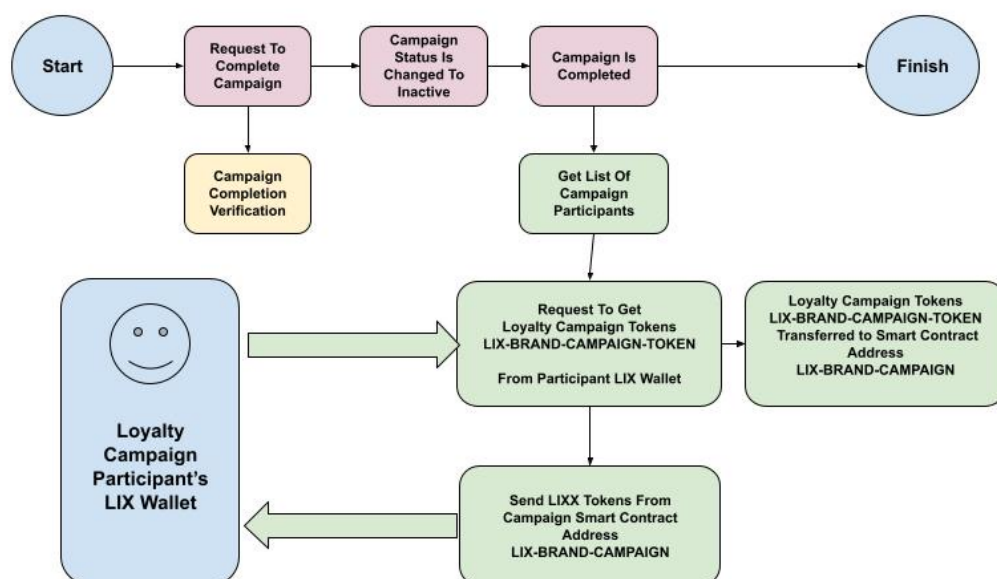 Start
Request To
Complete
Campaign
Campaign
Status Is
Changed To
Inactive
Campaign Is
Completed
Finish
Campaign
Completion
Verification
Get List Of
Campaign
Participants
Loyalty
Campaign
Participant's
LIX Wallet
Request To Get
Loyalty Campaign Tokens
LIX-BRAND-CAMPAIGN-TOKEN
From Participant LIX Wallet
Loyalty Campaign Tokens
LIX-BRAND-CAMPAIGN-TOKEN
Transferred to Smart Contract
Address
LIX-BRAND-CAMPAIGN
Send LIXX Tokens From
Campaign Smart Contract
Address
LIX-BRAND-CAMPAIGN